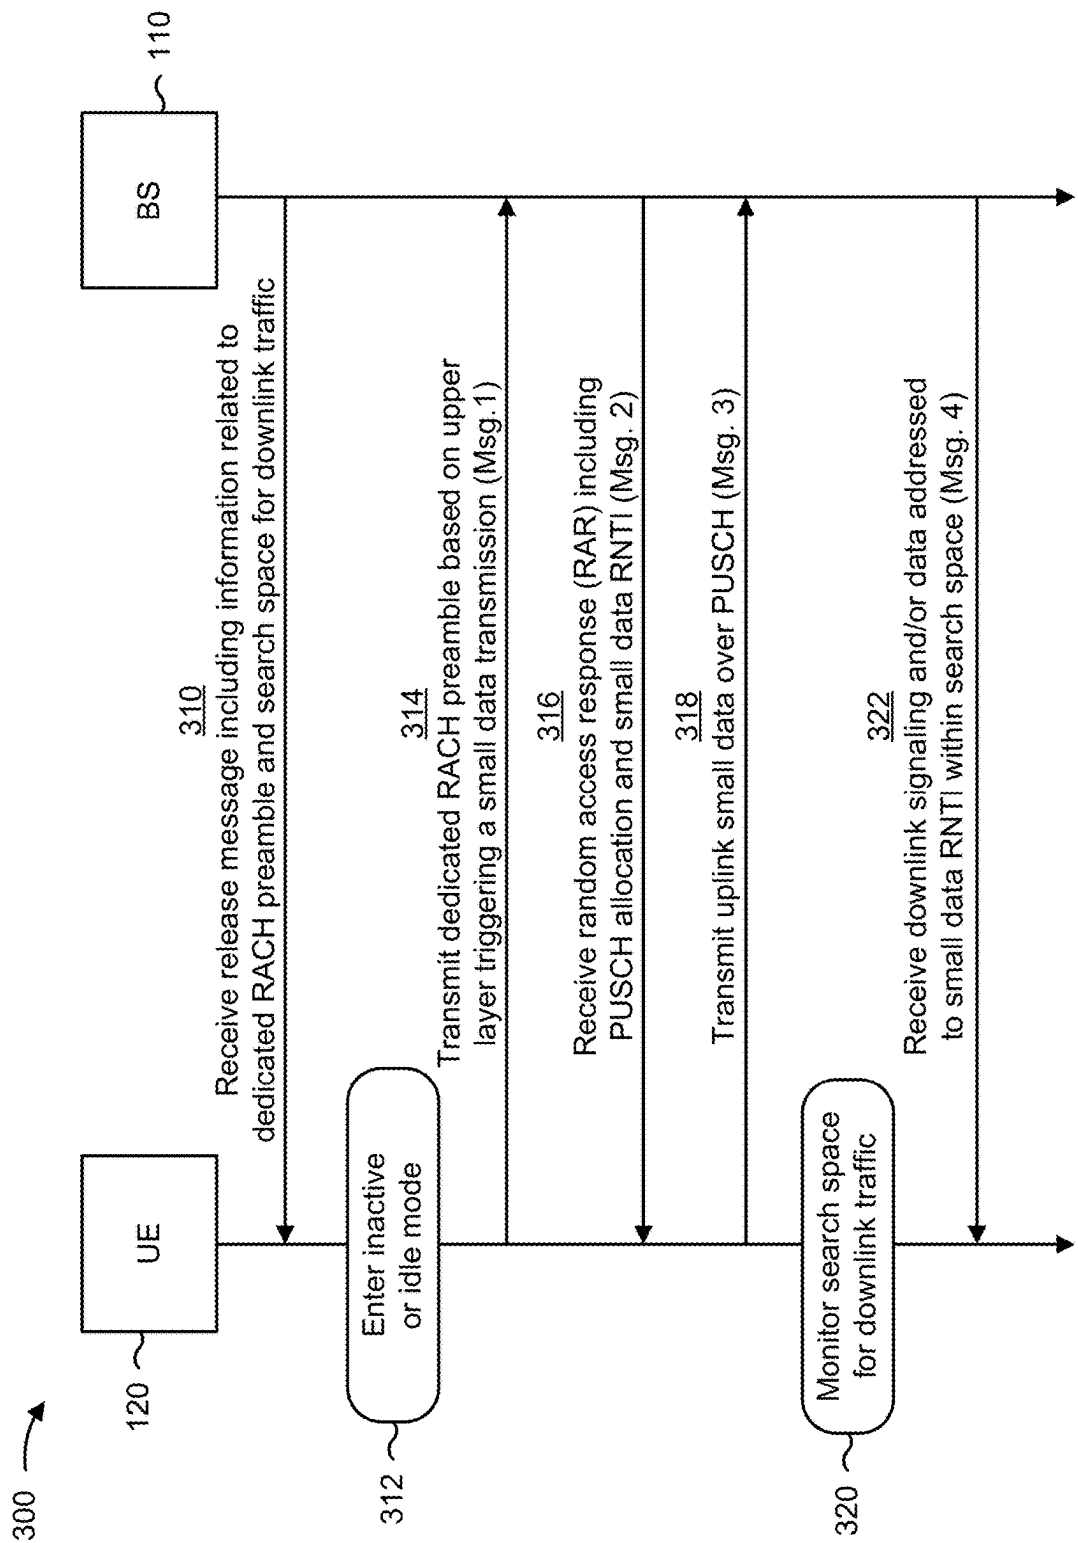 300
120
UE
BS
110
310
Receive release message including information related to
dedicated RACH preamble and search space for downlink traffic
312
Enter inactive
or idle mode
314
Transmit dedicated RACH preamble based on upper
layer triggering a small data transmission (Msg.1)
316
Receive random access response (RAR) including
PUSCH allocation and small data RNTI (Msg. 2)
318
Transmit uplink small data over PUSCH (Msg. 3)
320
Monitor search space
for downlink traffic
322
Receive downlink signaling and/or data addressed
to small data RNTI within search space (Msg. 4)